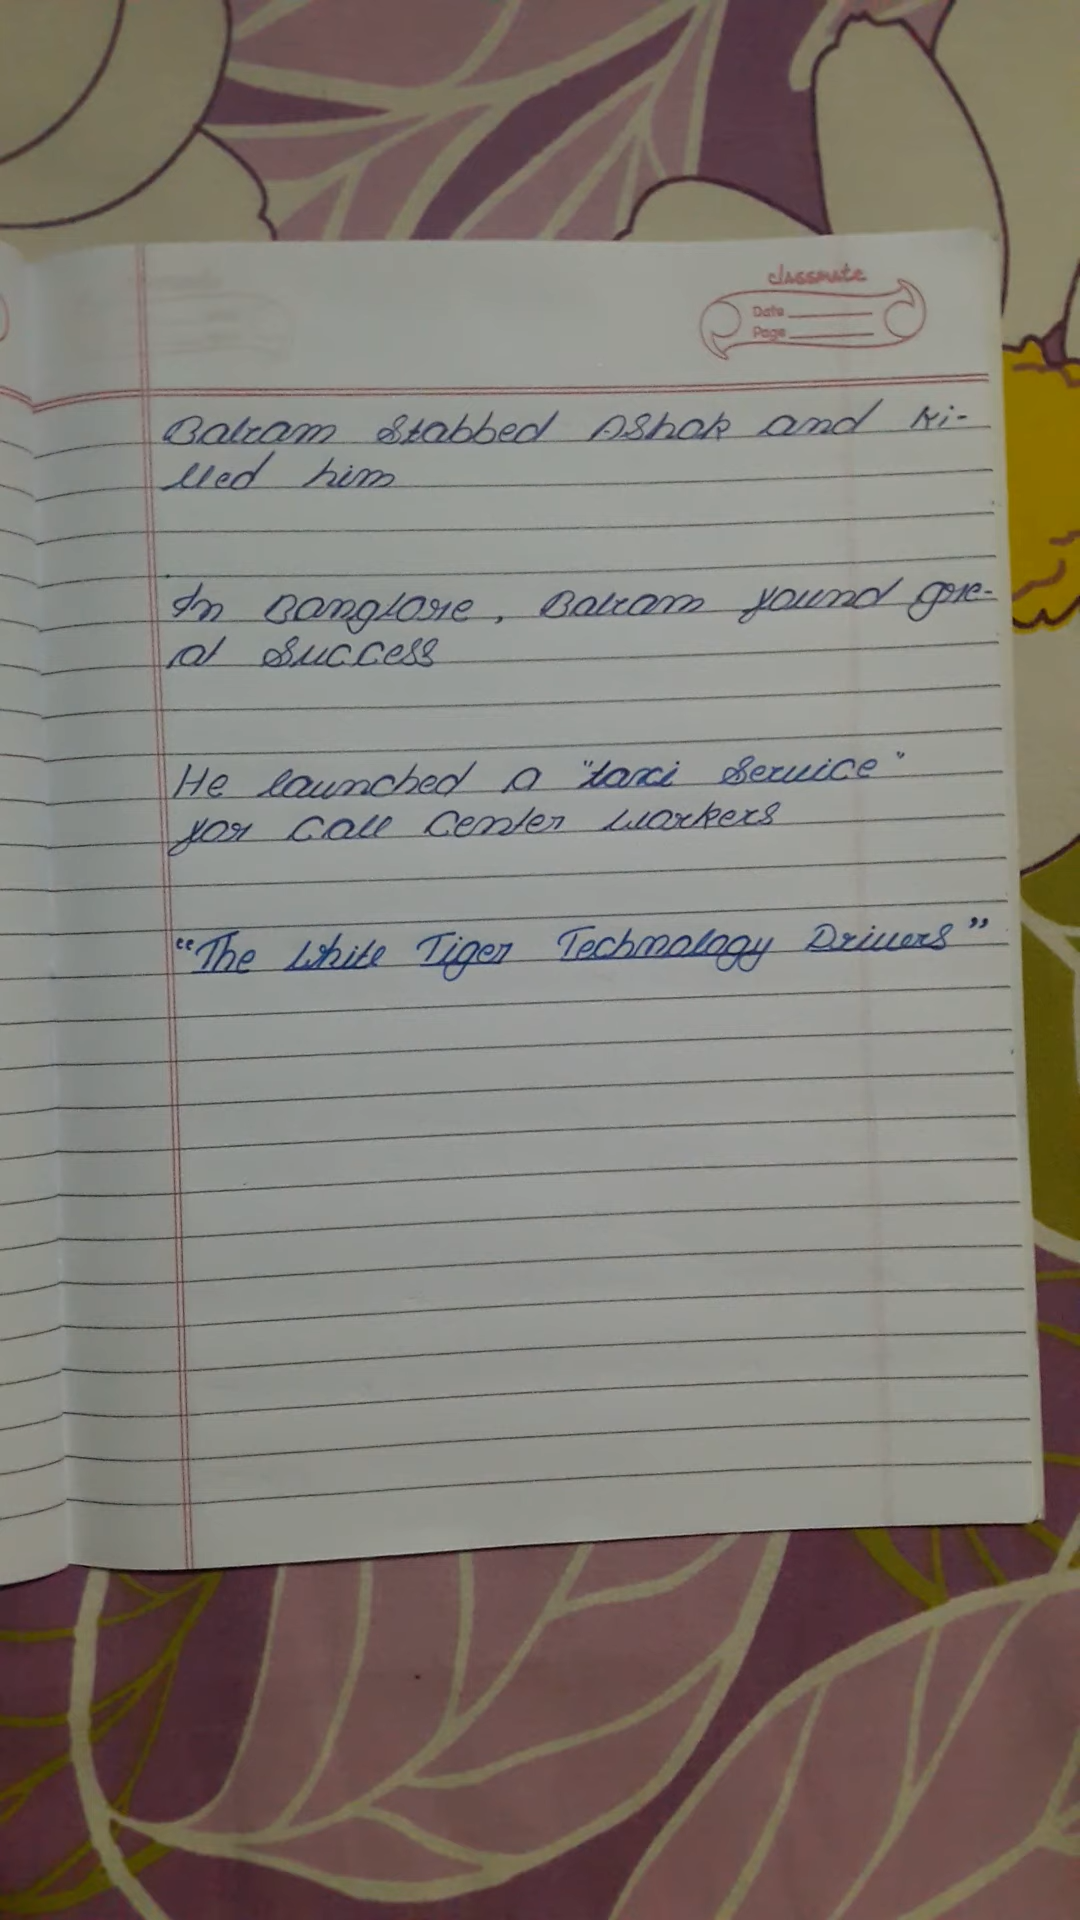 classmate
Date
Page
Balram stabbed Ashok and ki-
lled him
In Banglore, Balram found gre-
at success
He launched a "taxi service"
for call center workers
"The White Tiger Technology Drivers"